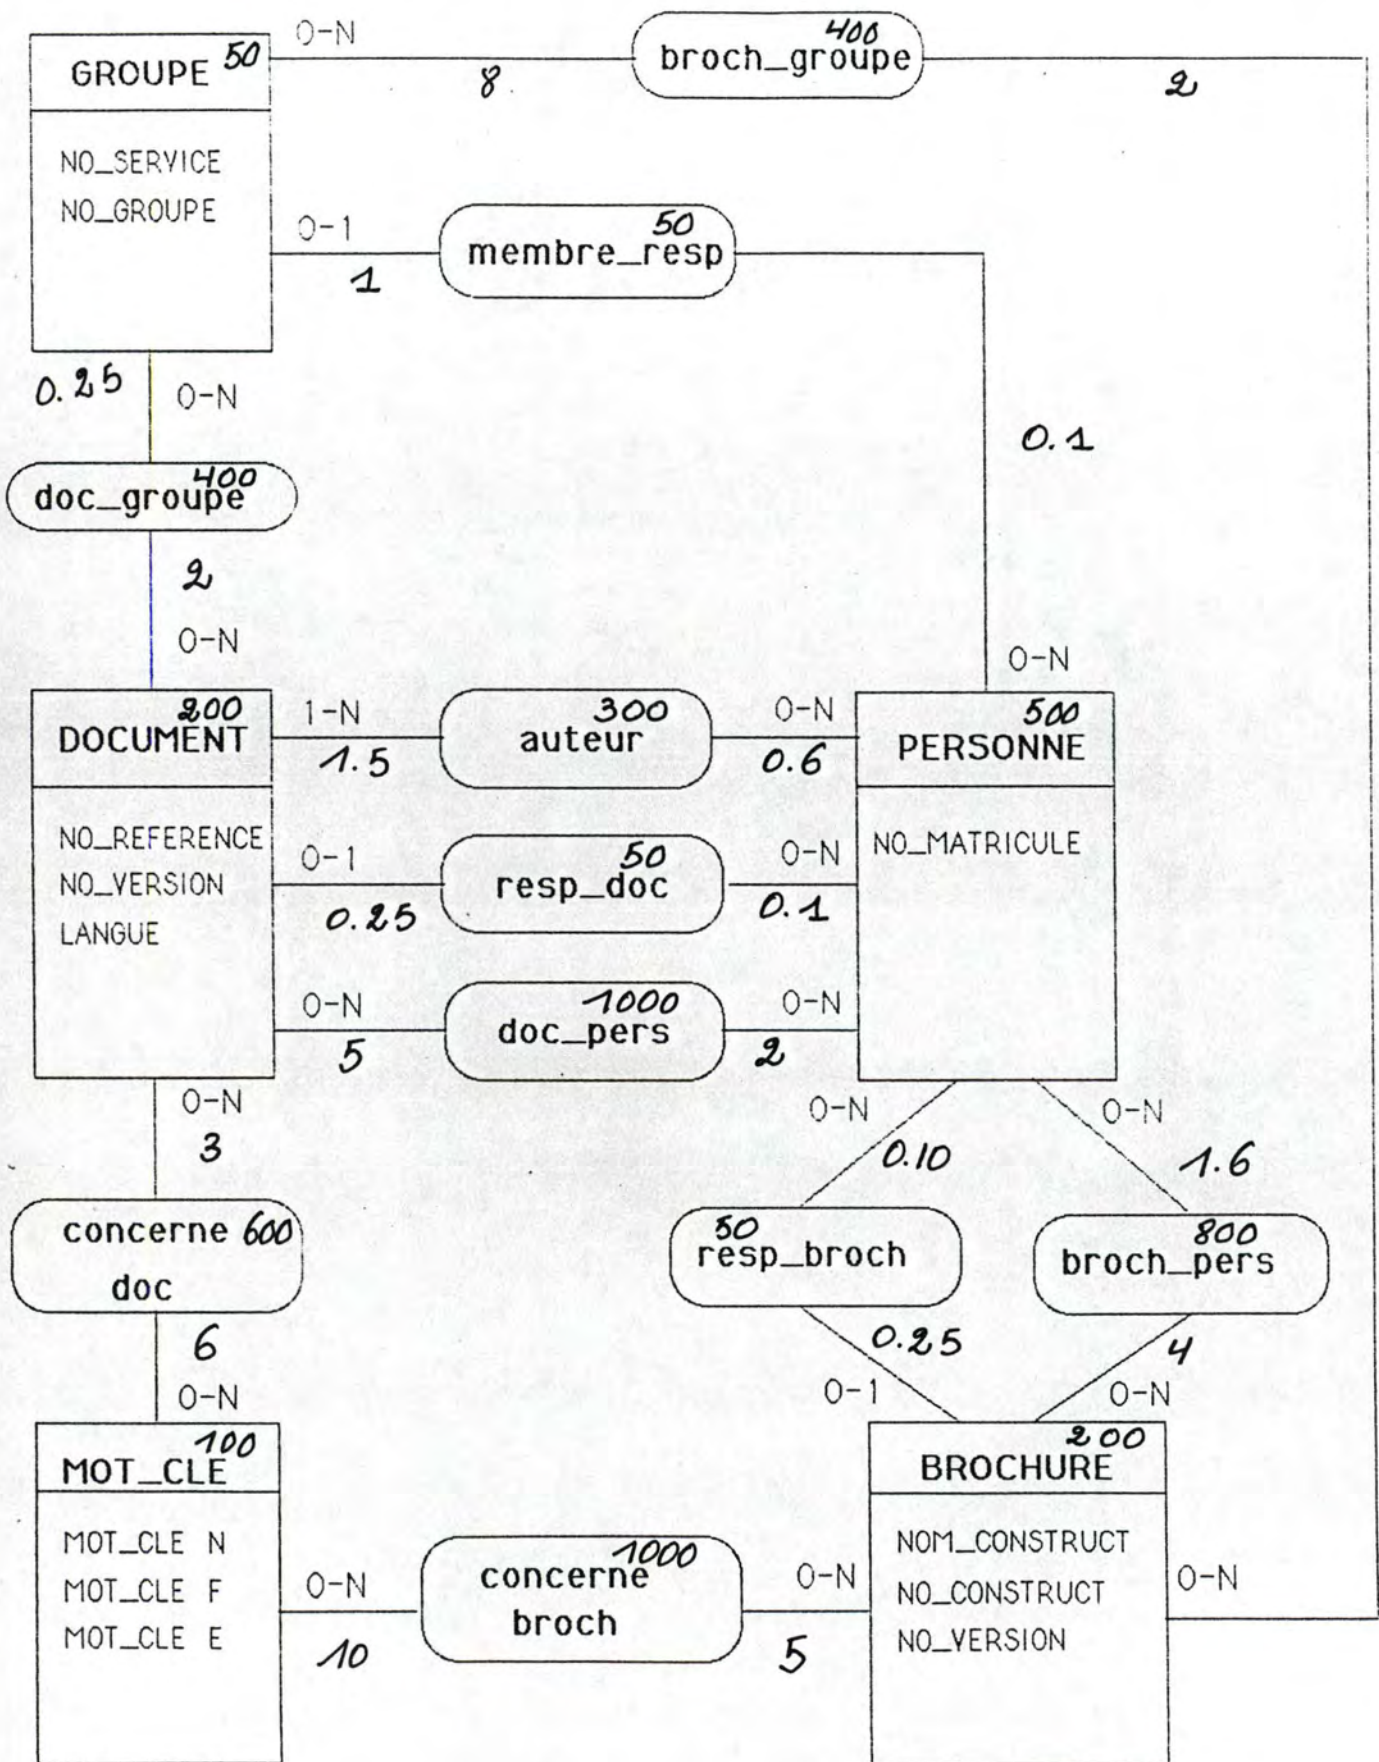 0-N
400
broch_groupe
8
2
50
GROUPE
NO_SERVICE
NO_GROUPE
0-1
1
50
membre_resp
0.25
0-N
0.1
400
doc_groupe
2
0-N
0-N
200
DOCUMENT
1-N
1.5
300
auteur
0-N
0.6
500
PERSONNE
NO_REFERENCE
NO_VERSION
LANGUE
0-1
0.25
50
resp_doc
0-N
0.1
NO_MATRICULE
0-N
5
1000
doc_pers
0-N
2
0-N
3
0-N
0.10
0-N
1.6
concerne 600
doc
50
resp_broch
800
broch_pers
6
0-N
0.25
0-1
4
0-N
100
MOT_CLE
200
BROCHURE
MOT_CLE N
MOT_CLE F
MOT_CLE E
0-N
10
1000
concerne
broch
0-N
5
NOM_CONSTRUCT
NO_CONSTRUCT
NO_VERSION
0-N